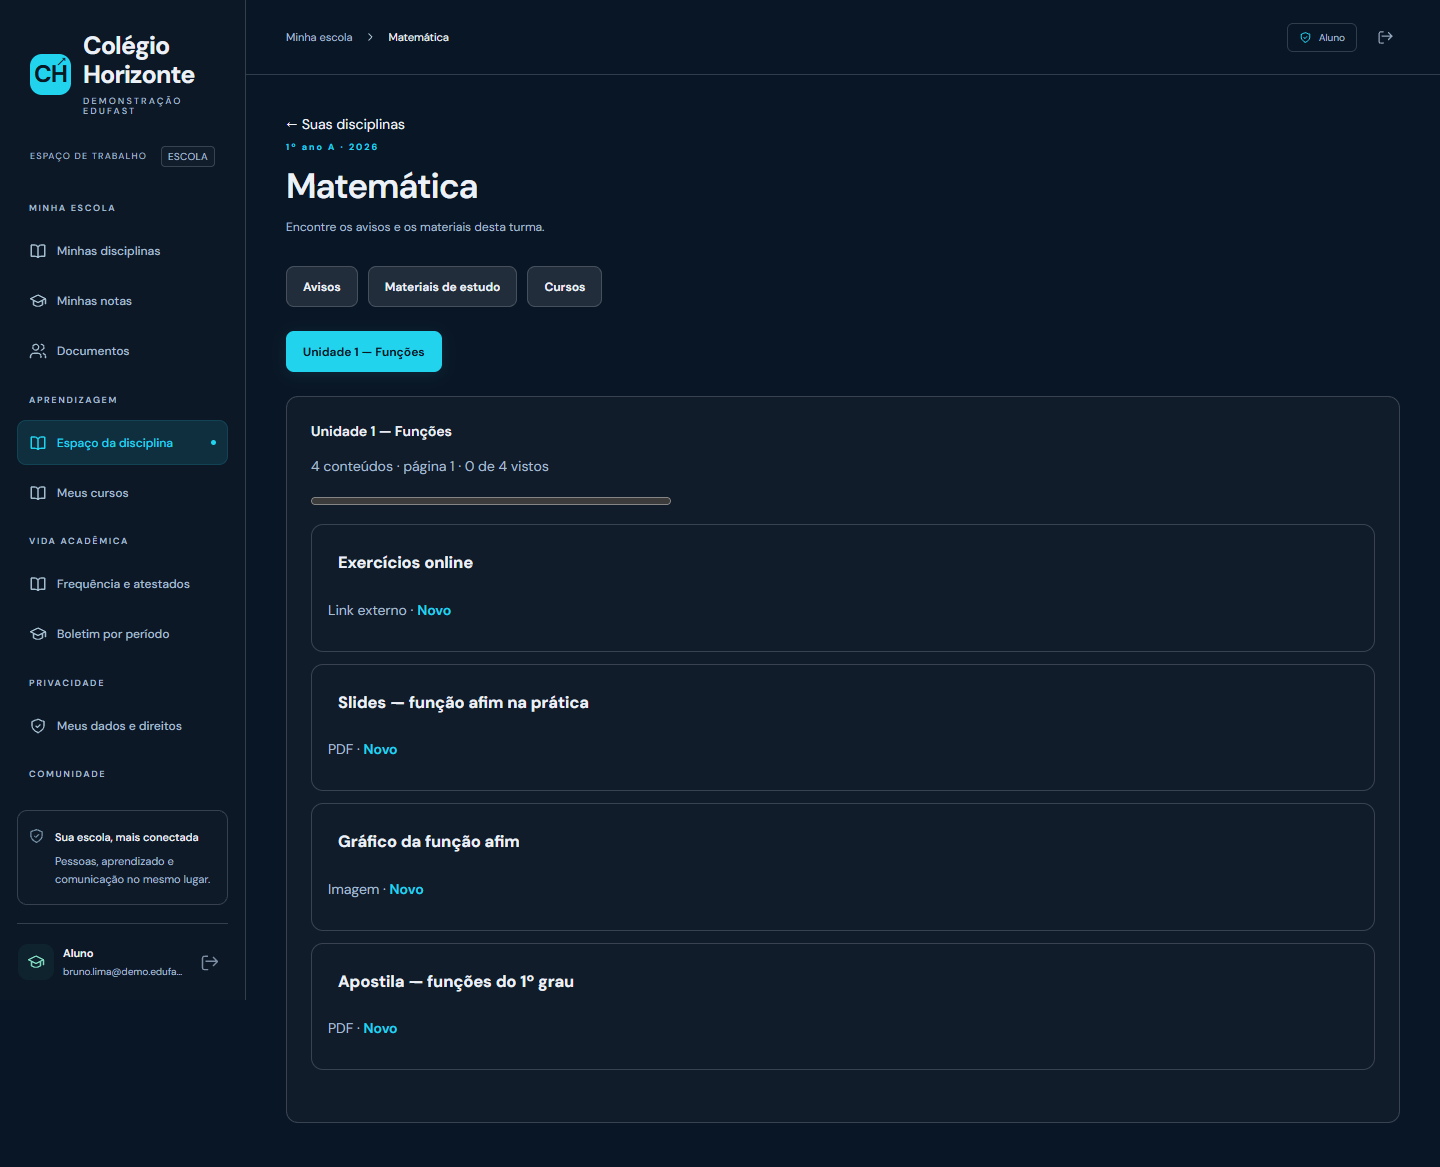 CH
Colégio
Horizonte
DEMONSTRAÇÃO
EDUFAST
ESPAÇO DE TRABALHO
ESCOLA
MINHA ESCOLA
Minhas disciplinas
Minhas notas
Documentos
APRENDIZAGEM
Espaço da disciplina
Meus cursos
VIDA ACADÊMICA
Frequência e atestados
Boletim por período
PRIVACIDADE
Meus dados e direitos
COMUNIDADE
Sua escola, mais conectada
Pessoas, aprendizado e
comunicação no mesmo lugar.
Aluno
bruno.lima@demo.edufa...
Minha escola > Matemática
Aluno
← Suas disciplinas
1º ano A · 2026
Matemática
Encontre os avisos e os materiais desta turma.
Avisos
Materiais de estudo
Cursos
Unidade 1 — Funções
Unidade 1 — Funções
4 conteúdos · página 1 · 0 de 4 vistos
Exercícios online
Link externo · Novo
Slides — função afim na prática
PDF · Novo
Gráfico da função afim
Imagem · Novo
Apostila — funções do 1º grau
PDF · Novo